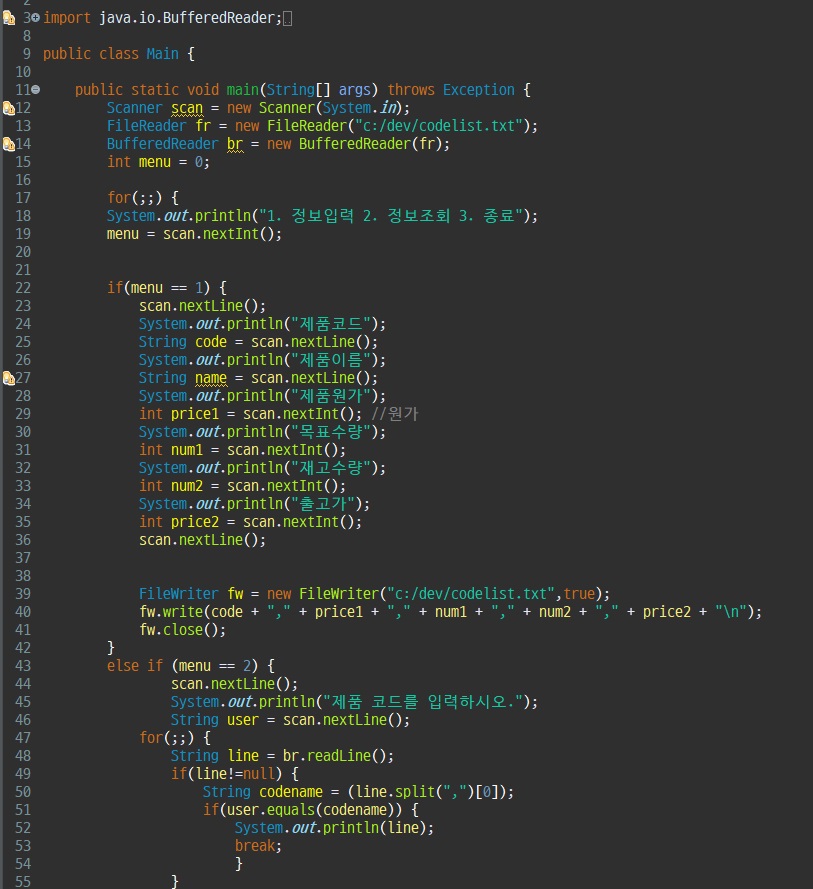 2
3 import java.io.BufferedReader;
8
9 public class Main {
10
11 public static void main(String[] args) throws Exception {
12 Scanner scan = new Scanner(System.in);
13 FileReader fr = new FileReader("c:/dev/codelist.txt");
14 BufferedReader br = new BufferedReader(fr);
15 int menu = 0;
16
17 for(;;) {
18 System.out.println("1. 정보입력 2. 정보조회 3. 종료");
19 menu = scan.nextInt();
20
21
22 if(menu == 1) {
23 scan.nextLine();
24 System.out.println("제품코드");
25 String code = scan.nextLine();
26 System.out.println("제품이름");
27 String name = scan.nextLine();
28 System.out.println("제품원가");
29 int price1 = scan.nextInt(); //원가
30 System.out.println("목표수량");
31 int num1 = scan.nextInt();
32 System.out.println("재고수량");
33 int num2 = scan.nextInt();
34 System.out.println("출고가");
35 int price2 = scan.nextInt();
36 scan.nextLine();
37
38
39 FileWriter fw = new FileWriter("c:/dev/codelist.txt",true);
40 fw.write(code + "," + price1 + "," + num1 + "," + num2 + "," + price2 + "\n");
41 fw.close();
42 }
43 else if (menu == 2) {
44 scan.nextLine();
45 System.out.println("제품 코드를 입력하시오.");
46 String user = scan.nextLine();
47 for(;;) {
48 String line = br.readLine();
49 if(line!=null) {
50 String codename = (line.split(",")[0]);
51 if(user.equals(codename)) {
52 System.out.println(line);
53 break;
54 }
55 }